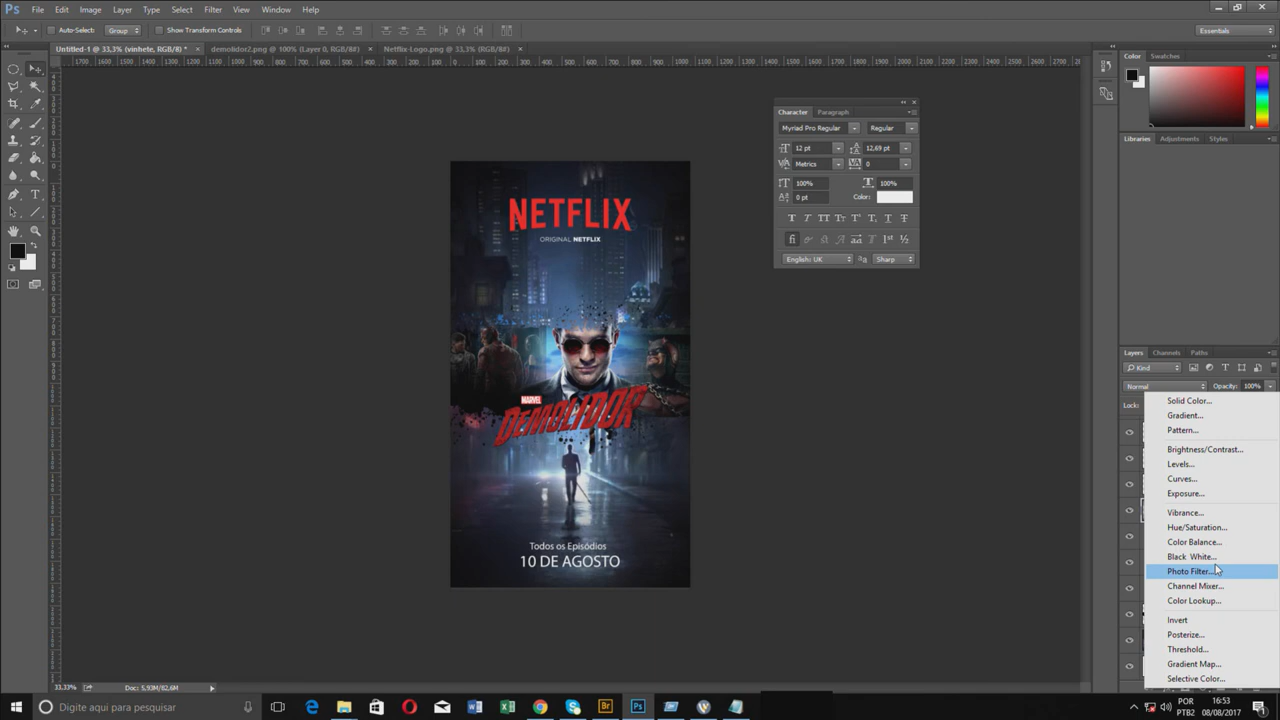 Ps File Edit Image Layer Type Select Filter View Window Help
Auto-Select: Group Show Transform Controls Essentials
Untitled-1 @ 33,3% (vinhete, RGB/8) * × demolidor2.png @ 100% (Layer 0, RGB/8#) × Netflix-Logo.png @ 33,3% (RGB/8#) ×
Color Swatches
Character Paragraph
Myriad Pro Regular Regular
12 pt 12,69 pt
Metrics 0
100% 100%
0 pt Color:
English: UK Sharp
Libraries Adjustments Styles
NETFLIX
ORIGINAL NETFLIX
MARVEL
DEMOLIDOR
Todos os Episódios
10 DE AGOSTO
Layers Channels Paths
Kind
Normal Opacity: 100%
Lock:
Solid Color...
Gradient...
Pattern...
Brightness/Contrast...
Levels...
Curves...
Exposure...
Vibrance...
Hue/Saturation...
Color Balance...
Black White...
Photo Filter...
Channel Mixer...
Color Lookup...
Invert
Posterize...
Threshold...
Gradient Map...
Selective Color...
33,33% Doc: 5,93M/82,6M
Digite aqui para pesquisar
POR
PTB2
16:53
08/08/2017